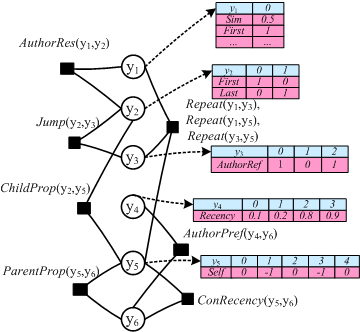 y1 0 1
Sim 0.5
First 1
... ...
AuthorRes(y1,y2)
y1
y2 0 1
First 1 0
Last 0 1
y2
Repeat(y1,y3),
Repeat(y1,y5),
Repeat(y3,y5)
Jump(y2,y3)
y3
y3 0 1 2
AuthorRef 1 0 1
ChildProp(y2,y5)
y4
y4 0 1 2 3
Recency 0.1 0.2 0.8 0.9
AuthorPref(y4,y6)
y5
y5 0 1 2 3 4
Self 0 -1 0 -1 0
ParentProp(y5,y6)
ConRecency(y5,y6)
y6